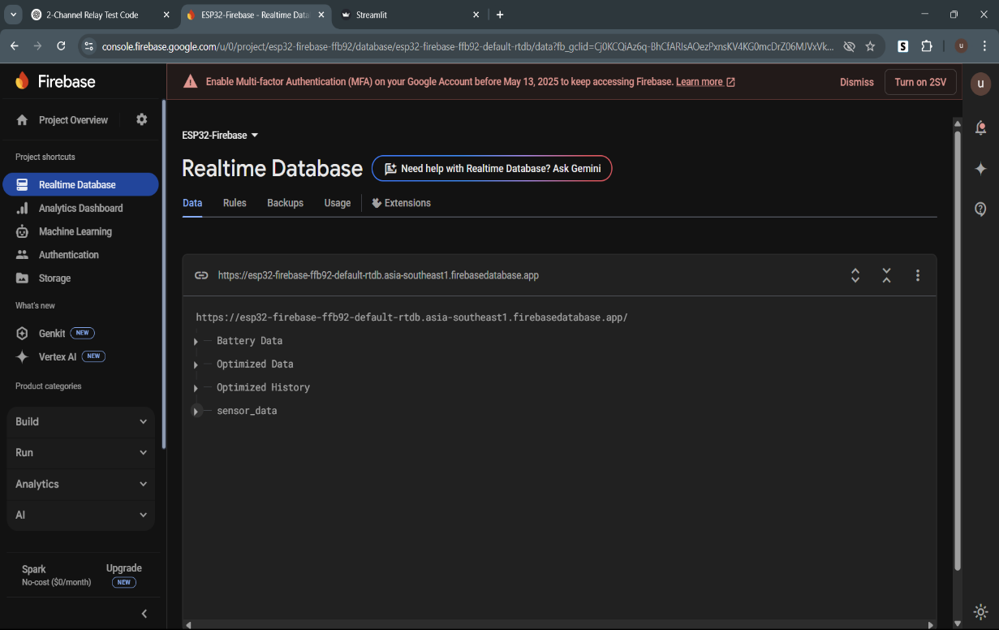 2-Channel Relay Test Code
ESP32-Firebase - Realtime Data
Streamlit
console.firebase.google.com/u/0/project/esp32-firebase-ffb92/database/esp32-firebase-ffb92-default-rtdb/data?fb_gclid=Cj0KCQiAz6q-BhCfARIsAOezPxnsKV4KG0mcDrZ06MJVxVk...
S
u
Firebase
Enable Multi-factor Authentication (MFA) on your Google Account before May 13, 2025 to keep accessing Firebase. Learn more
Dismiss
Turn on 2SV
u
Project Overview
Project shortcuts
Realtime Database
Analytics Dashboard
Machine Learning
Authentication
Storage
What's new
Genkit NEW
Vertex AI NEW
Product categories
Build
Run
Analytics
AI
Spark
No-cost ($0/month)
Upgrade
NEW
ESP32-Firebase
Realtime Database
Need help with Realtime Database? Ask Gemini
Data
Rules
Backups
Usage
Extensions
https://esp32-firebase-ffb92-default-rtdb.asia-southeast1.firebasedatabase.app
https://esp32-firebase-ffb92-default-rtdb.asia-southeast1.firebasedatabase.app/
Battery Data
Optimized Data
Optimized History
sensor_data